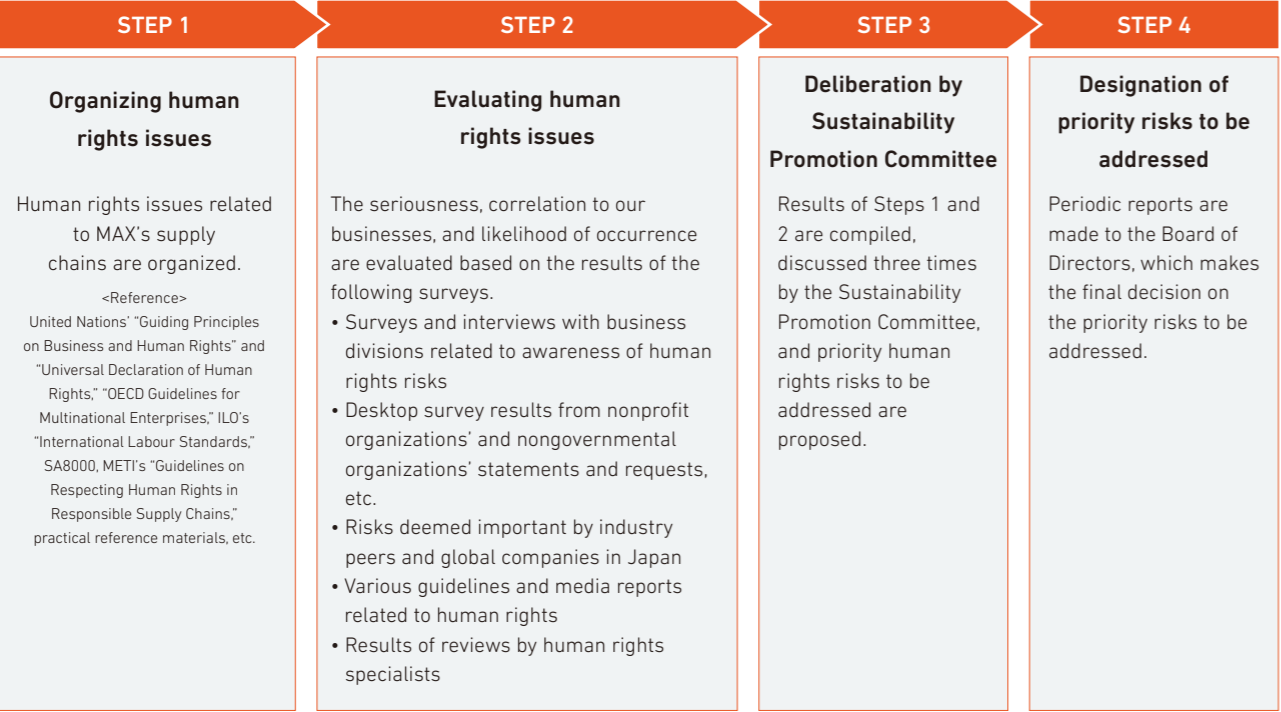 STEP 1
Organizing human
rights issues
Human rights issues related
to MAX’s supply
chains are organized.
<Reference>
United Nations’ “Guiding Principles
on Business and Human Rights” and
“Universal Declaration of Human
Rights,” “OECD Guidelines for
Multinational Enterprises,” ILO’s
“International Labour Standards,”
SA8000, METI’s “Guidelines on
Respecting Human Rights in
Responsible Supply Chains,”
practical reference materials, etc.
STEP 2
Evaluating human
rights issues
The seriousness, correlation to our
businesses, and likelihood of occurrence
are evaluated based on the results of the
following surveys.
• Surveys and interviews with business
divisions related to awareness of human
rights risks
• Desktop survey results from nonprofit
organizations’ and nongovernmental
organizations’ statements and requests,
etc.
• Risks deemed important by industry
peers and global companies in Japan
• Various guidelines and media reports
related to human rights
• Results of reviews by human rights
specialists
STEP 3
Deliberation by
Sustainability
Promotion Committee
Results of Steps 1 and
2 are compiled,
discussed three times
by the Sustainability
Promotion Committee,
and priority human
rights risks to be
addressed are
proposed.
STEP 4
Designation of
priority risks to be
addressed
Periodic reports are
made to the Board of
Directors, which makes
the final decision on
the priority risks to be
addressed.